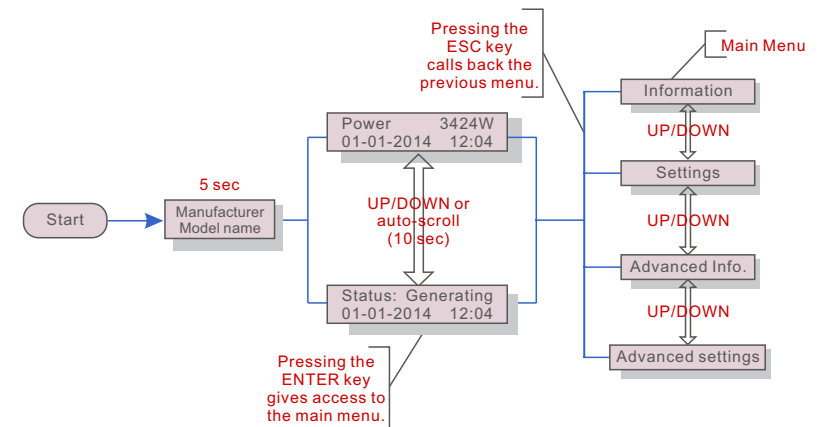 Pressing the
ESC key
calls back the
previous menu.
Main Menu
Information
UP/DOWN
Settings
UP/DOWN
Advanced Info.
UP/DOWN
Advanced settings
Power 3424W
01-01-2014 12:04
UP/DOWN or
auto-scroll
(10 sec)
Status: Generating
01-01-2014 12:04
5 sec
Start
Manufacturer
Model name
Pressing the
ENTER key
gives access to
the main menu.